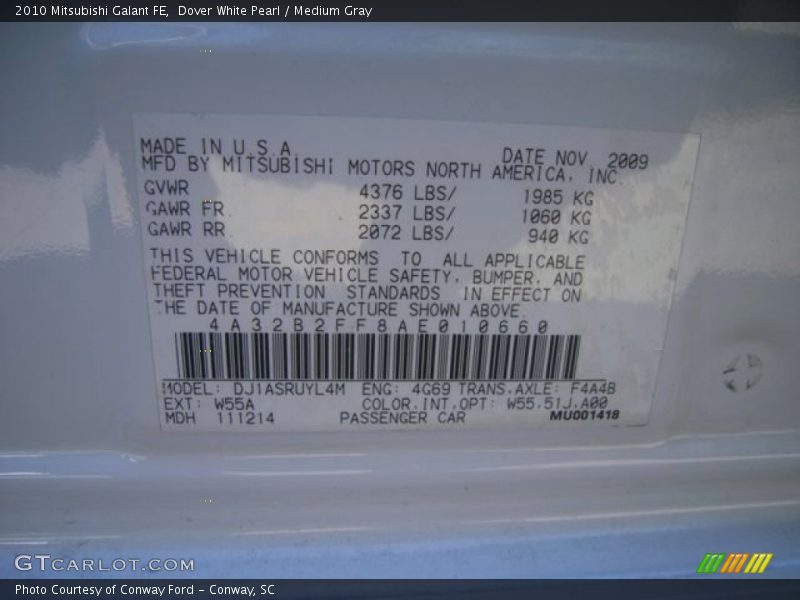 2010 Mitsubishi Galant FE,  Dover White Pearl / Medium Gray
MADE IN U.S.A. DATE NOV. 2009
MFD BY MITSUBISHI MOTORS NORTH AMERICA, INC.
GVWR 4376 LBS/ 1985 KG
GAWR FR 2337 LBS/ 1060 KG
GAWR RR 2072 LBS/ 940 KG
THIS VEHICLE CONFORMS TO ALL APPLICABLE
FEDERAL MOTOR VEHICLE SAFETY, BUMPER, AND
THEFT PREVENTION STANDARDS IN EFFECT ON
THE DATE OF MANUFACTURE SHOWN ABOVE.
4A32B2FF8AE010660
MODEL: DJ1ASRUYL4M ENG: 4G69 TRANS.AXLE: F4A4B
EXT: W55A COLOR.INT.OPT: W55.51J.A00
MDH 111214 PASSENGER CAR MU001418
GTCARLOT.COM
Photo Courtesy of Conway Ford – Conway, SC